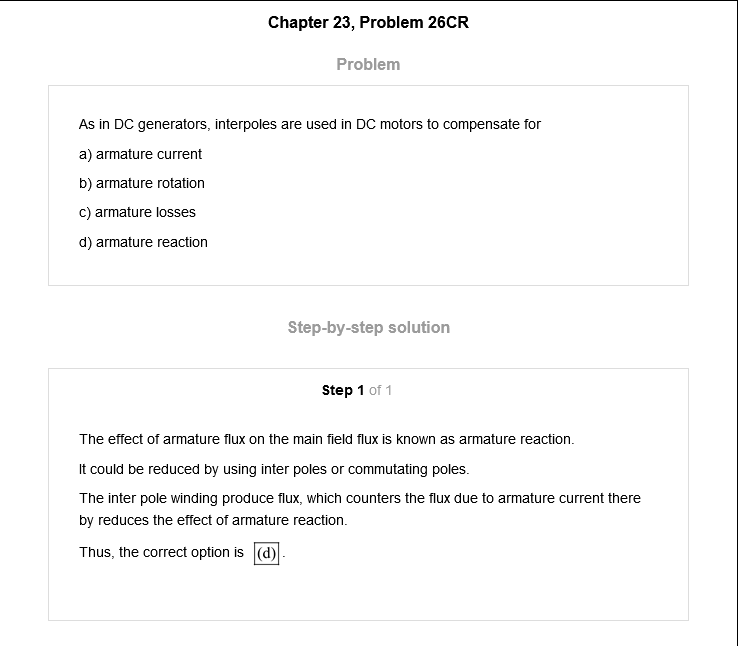 Chapter 23, Problem 26CR
Problem
As in DC generators, interpoles are used in DC motors to compensate for
a) armature current
b) armature rotation
c) armature losses
d) armature reaction
Step-by-step solution
Step 1 of 1
The effect of armature flux on the main field flux is known as armature reaction.
It could be reduced by using inter poles or commutating poles.
The inter pole winding produce flux, which counters the flux due to armature current there
by reduces the effect of armature reaction.
Thus, the correct option is (d).